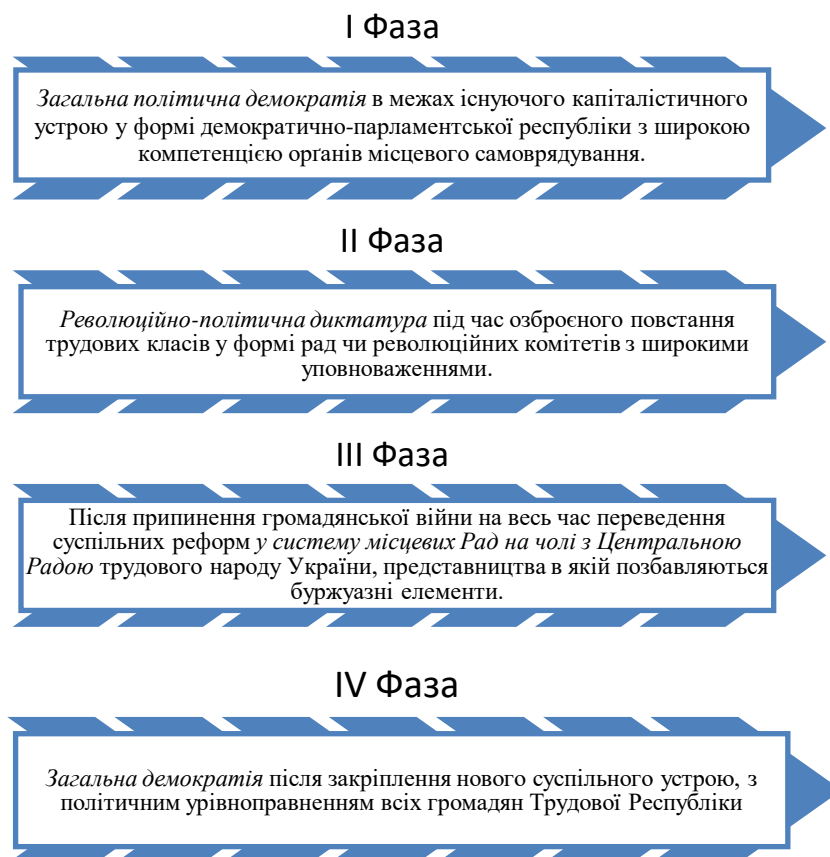 I Фаза
Загальна політична демократія в межах існуючого капіталістичного
устрою у формі демократично-парламентської республіки з широкою
компетенцією орґанів місцевого самоврядування.
II Фаза
Революційно-політична диктатура під час озброєного повстання
трудових класів у формі рад чи революційних комітетів з широкими
уповноваженнями.
III Фаза
Після припинення громадянської війни на весь час переведення
суспільних реформ у систему місцевих Рад на чолі з Центральною
Радою трудового народу України, представництва в якій позбавляються
буржуазні елементи.
IV Фаза
Загальна демократія після закріплення нового суспільного устрою, з
політичним урівноправненням всіх громадян Трудової Республіки